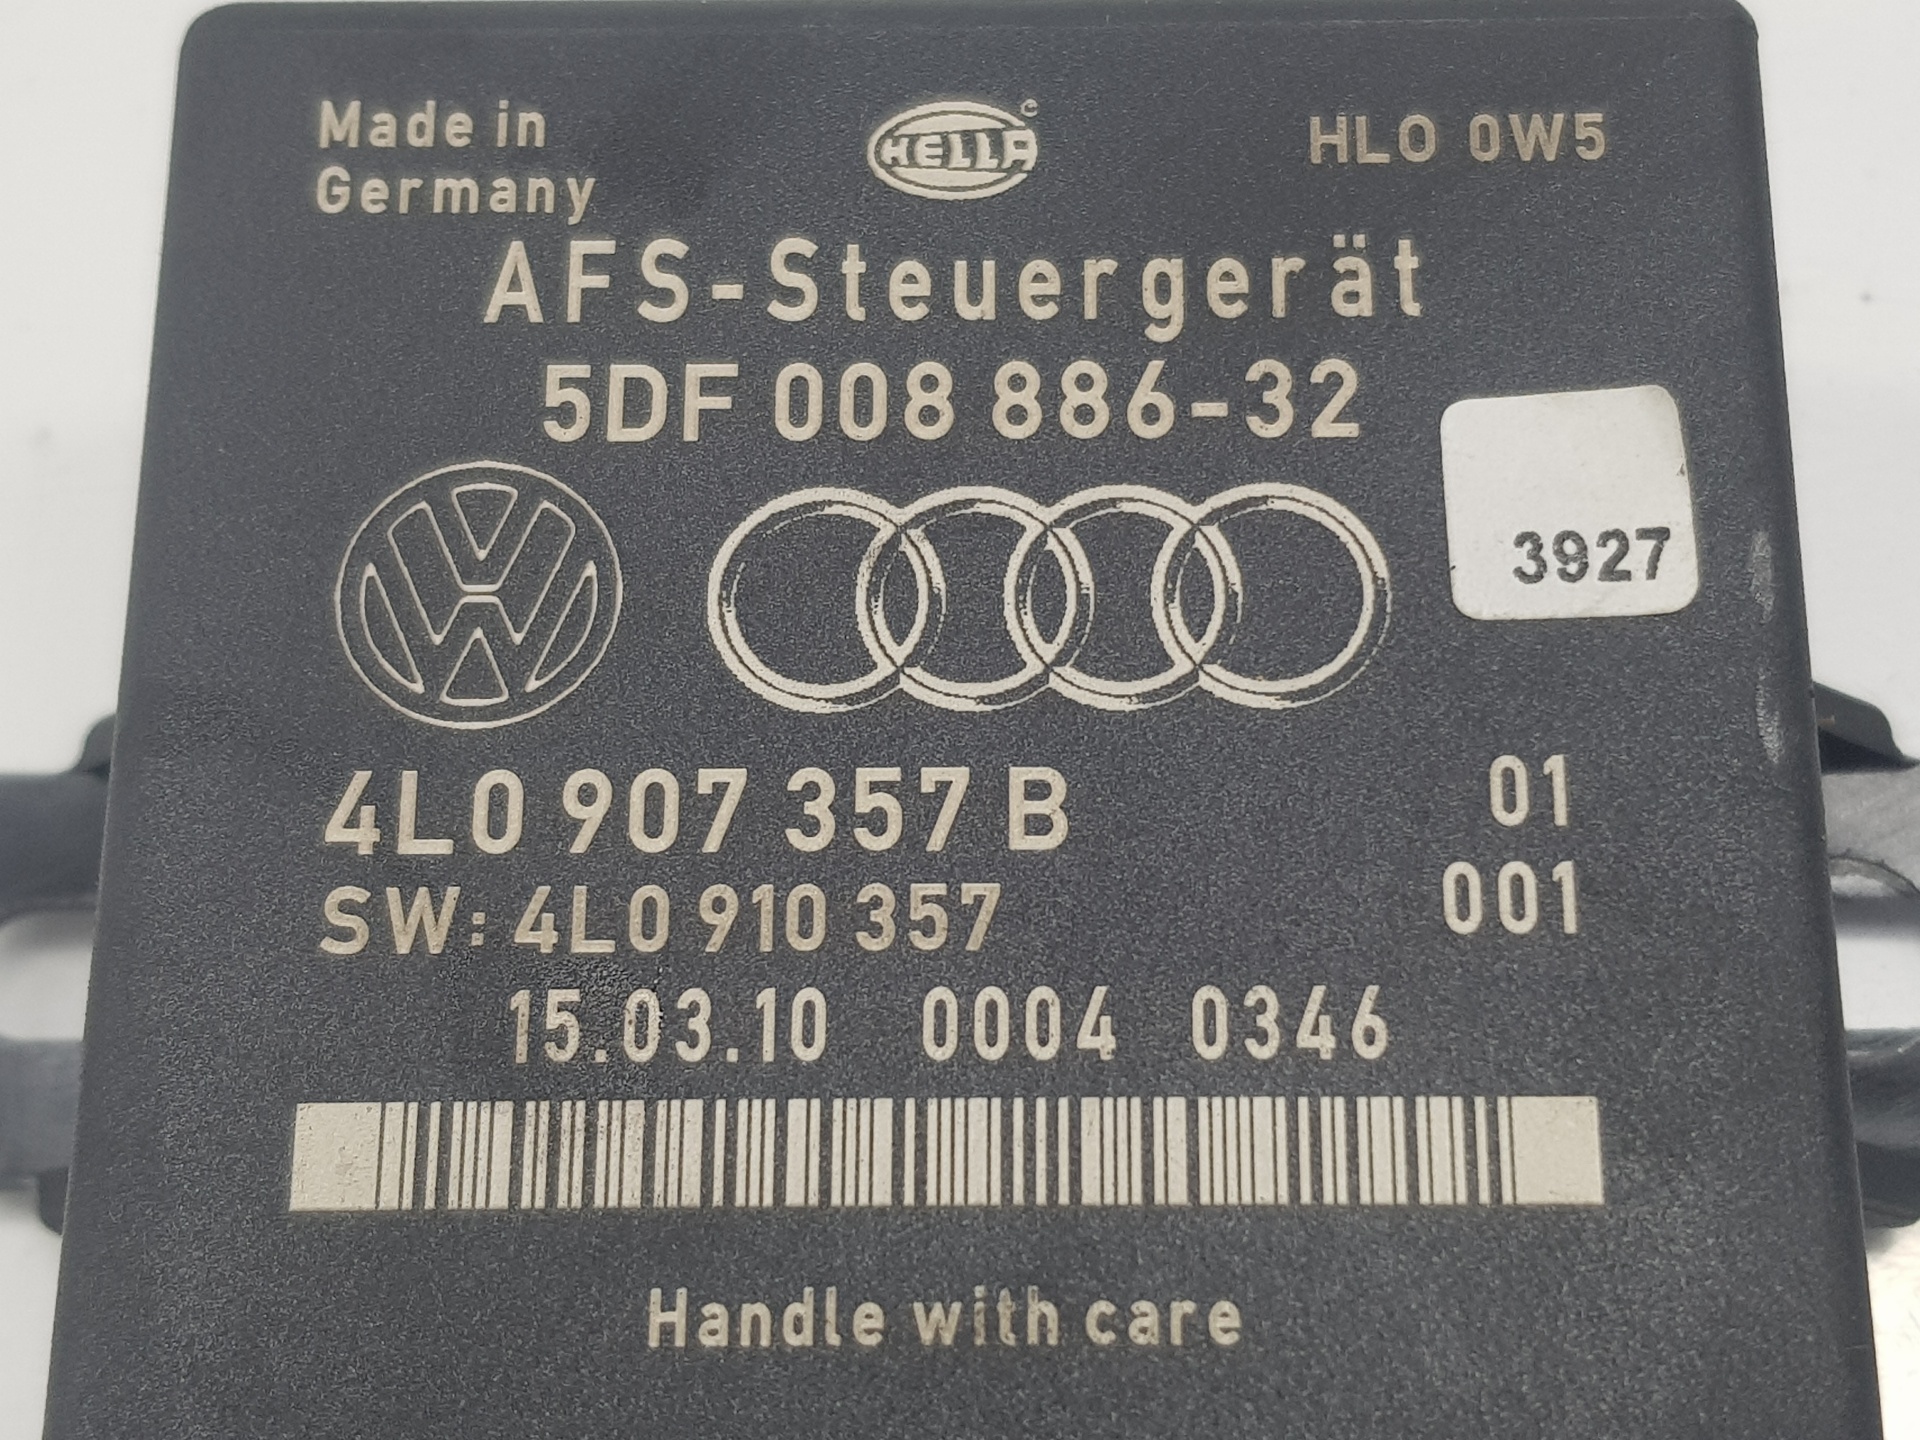 Made in
Germany
HELLA
HLO 0W5
AFS-Steuergerät
5DF 008 886-32
3927
4L0 907 357 B 01
SW: 4L0 910 357 001
15.03.10 0004 0346
Handle with care